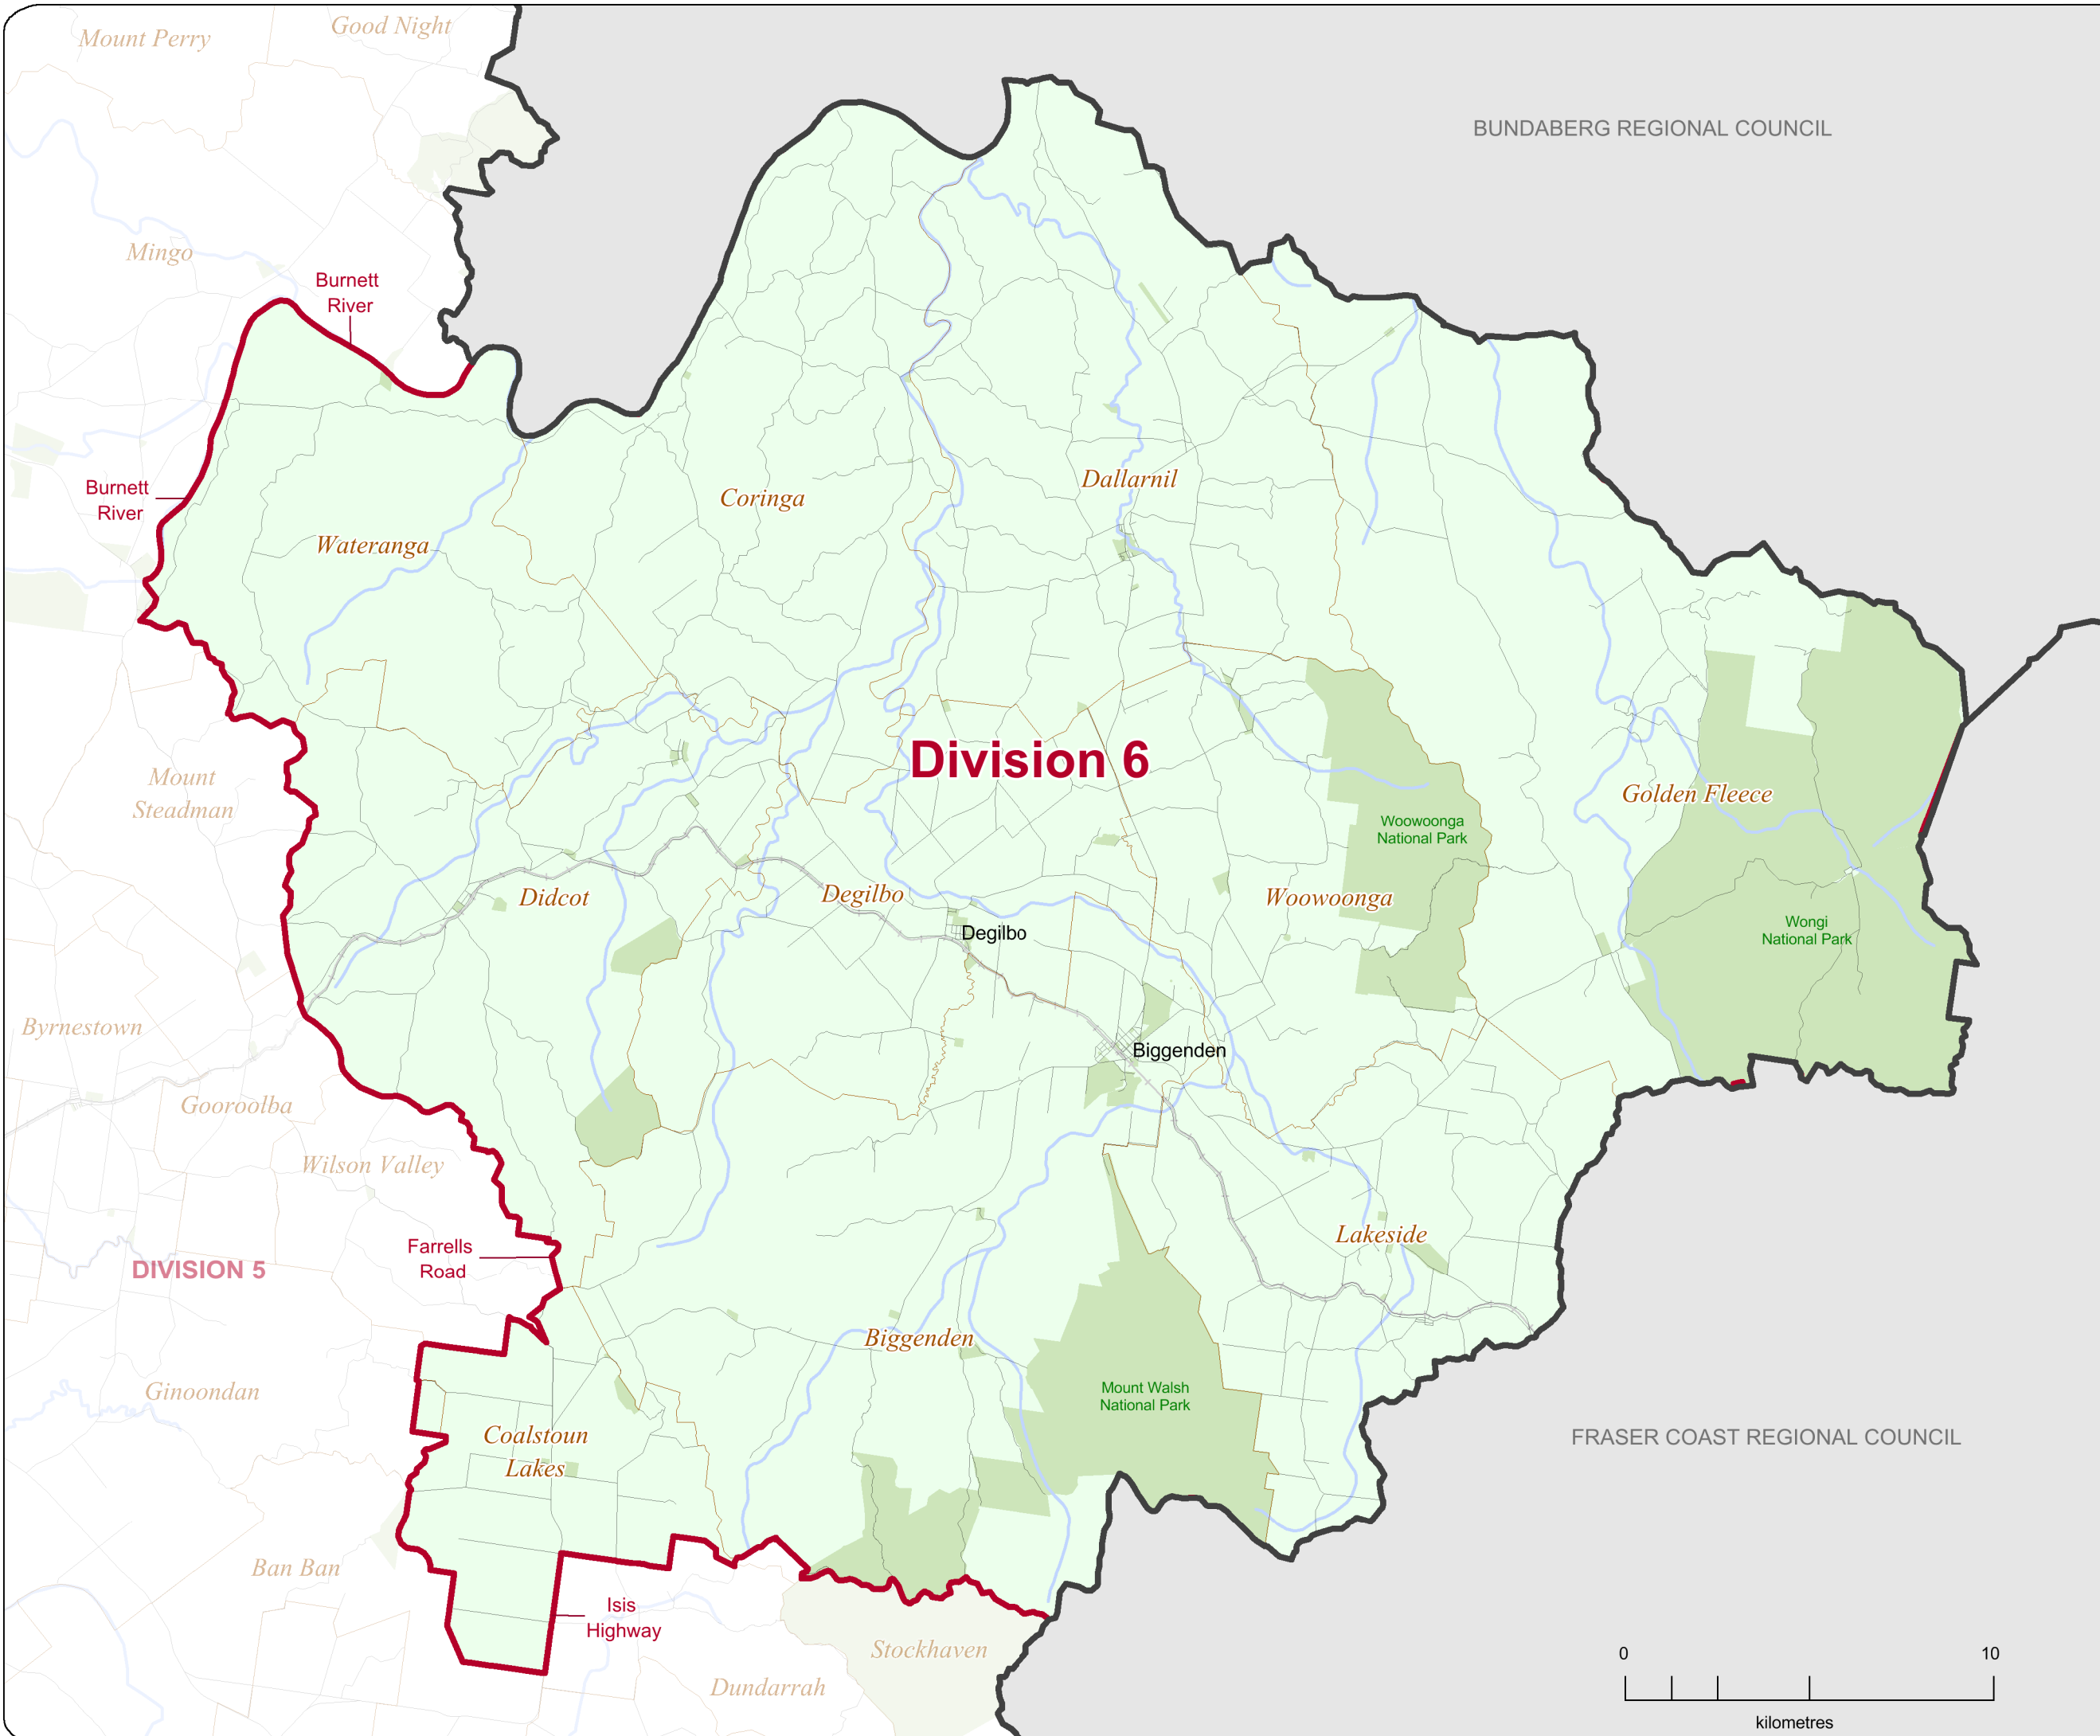 Good Night
Mount Perry
BUNDABERG REGIONAL COUNCIL
Mingo
Burnett
River
Burnett
River
Dallarnil
Coringa
Wateranga
Division 6
Mount
Steadman
Golden Fleece
Woowoonga
National Park
Didcot
Degilbo
Woowoonga
Wongi
National Park
Degilbo
Byrnestown
Biggenden
Gooroolba
Wilson Valley
Lakeside
Farrells
Road
DIVISION 5
Biggenden
Ginoondan
Mount Walsh
National Park
Coalstoun
Lakes
FRASER COAST REGIONAL COUNCIL
Ban Ban
Isis
Highway
Stockhaven
Dundarrah
0 10
kilometres